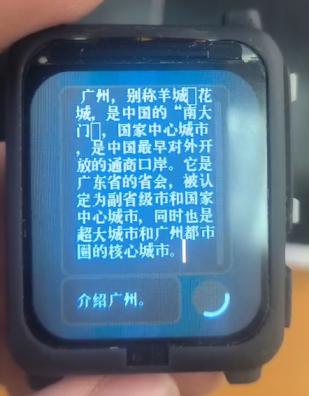 广州，别称羊城□花
城，是中国的“南大
门□，国家中心城市
，是中国最早对外开
放的通商口岸。它是
广东省的省会，被认
定为副省级市和国家
中心城市，同时也是
超大城市和广州都市
圈的核心城市。
介绍广州。